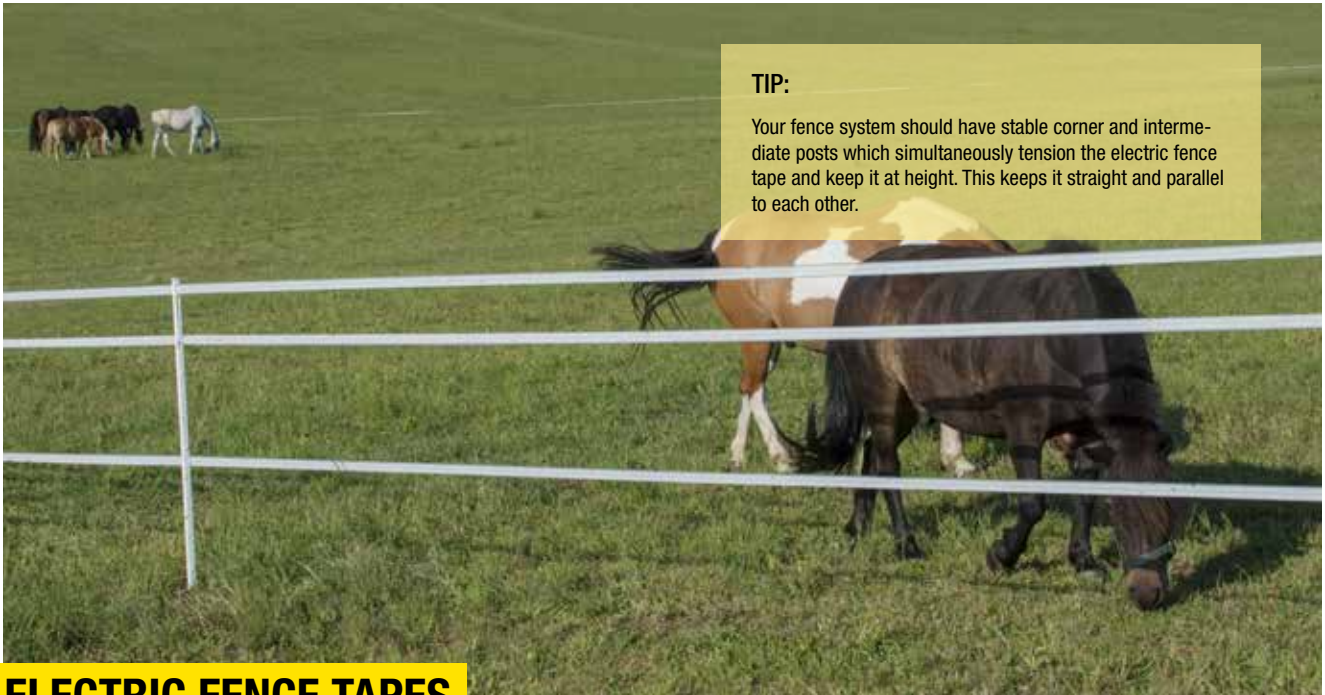 TIP:
Your fence system should have stable corner and interme-
diate posts which simultaneously tension the electric fence
tape and keep it at height. This keeps it straight and parallel
to each other.
ELECTRIC FENCE TAPES